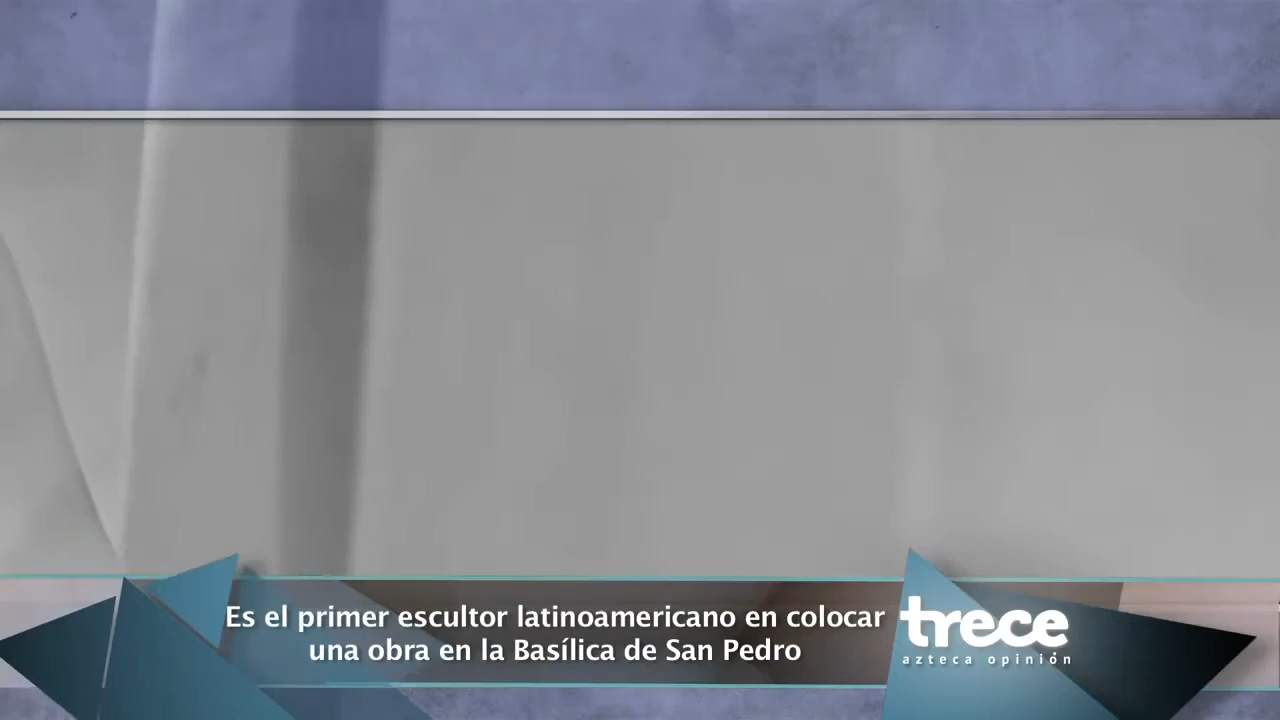 Es el primer escultor latinoamericano en colocar
una obra en la Basílica de San Pedro
trece
azteca opinión